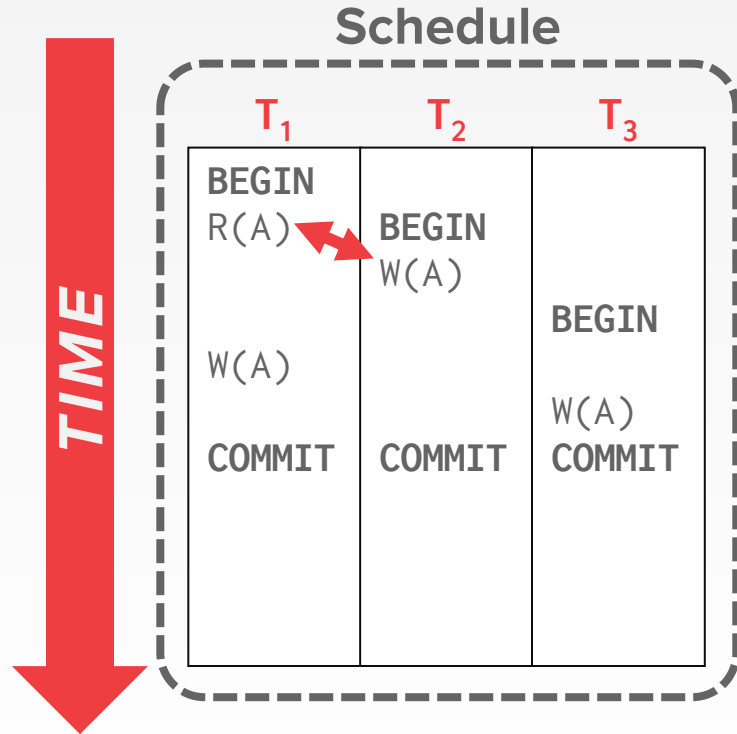 Schedule
TIME
T₁ T₂ T₃
BEGIN
R(A) BEGIN
W(A)
BEGIN
W(A)
W(A)
COMMIT COMMIT COMMIT